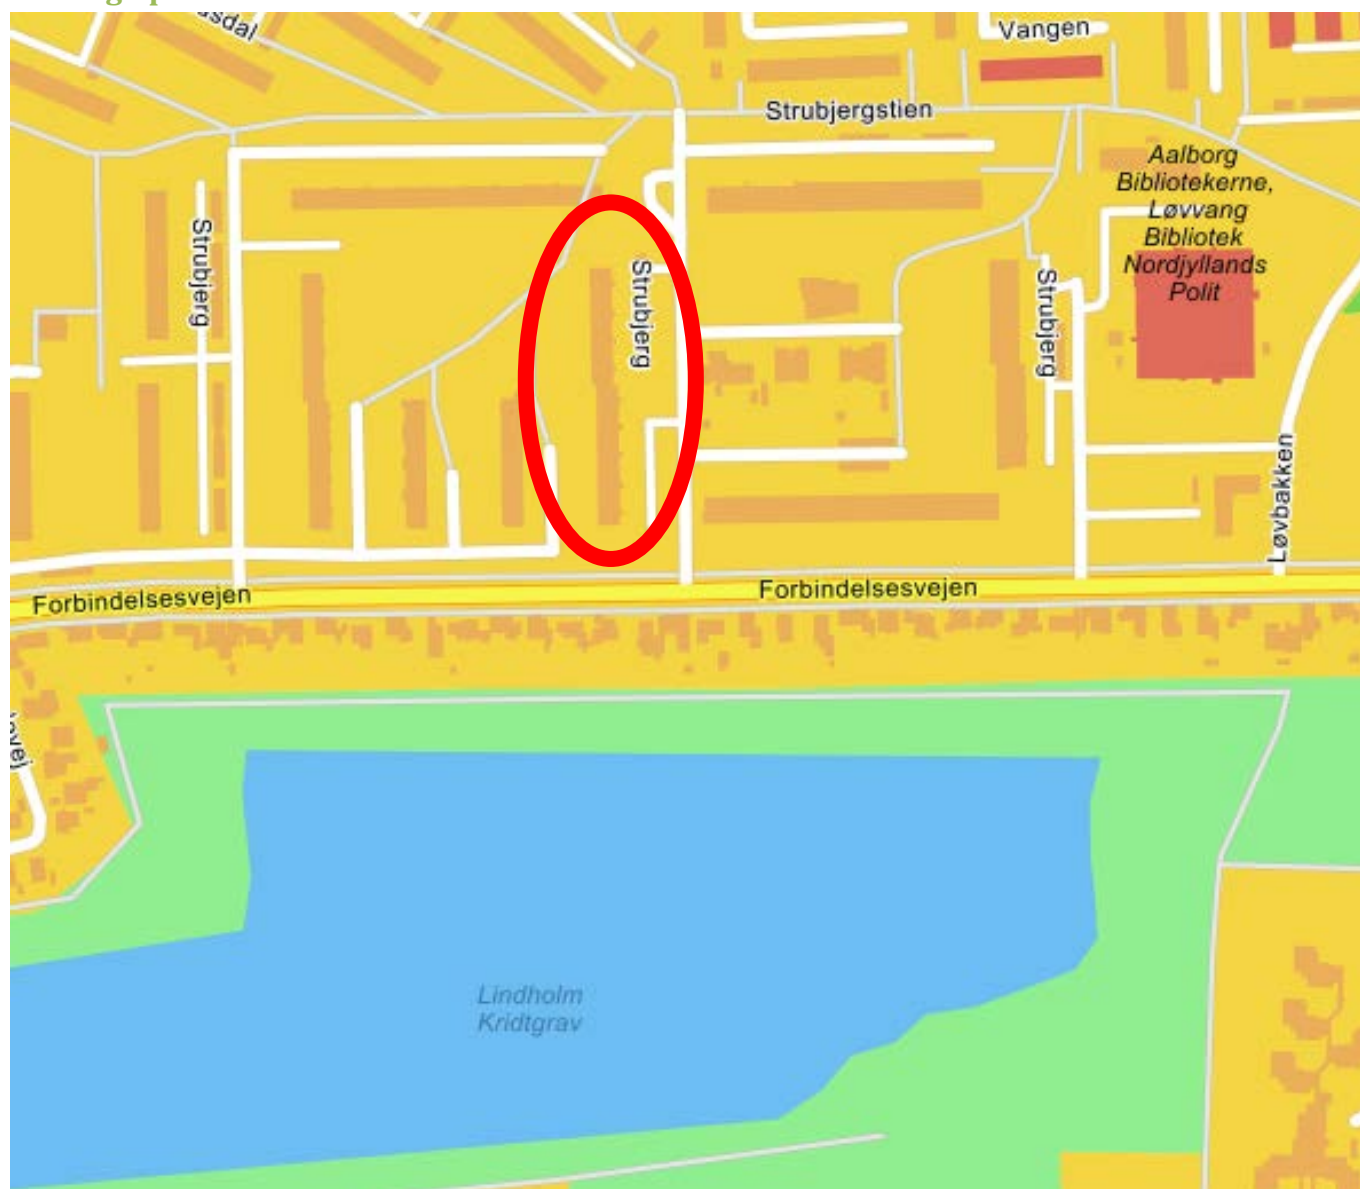 Vangen
Strubjergstien
Aalborg
Bibliotekerne,
Løvvang
Bibliotek
Nordjyllands
Polit
Strubjerg
Strubjerg
Strubjerg
Løvbakken
Forbindelsesvejen
Forbindelsesvejen
Lindholm
Kridtgrav